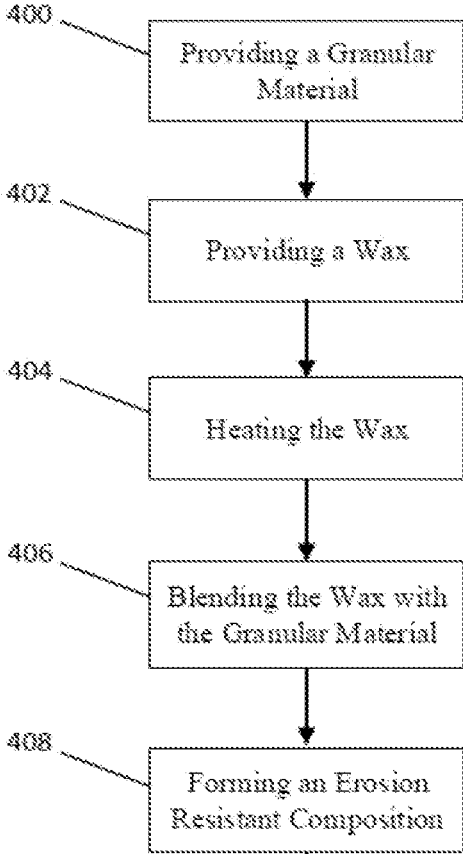 400
Providing a Granular
Material
402
Providing a Wax
404
Heating the Wax
406
Blending the Wax with
the Granular Material
408
Forming an Erosion
Resistant Composition